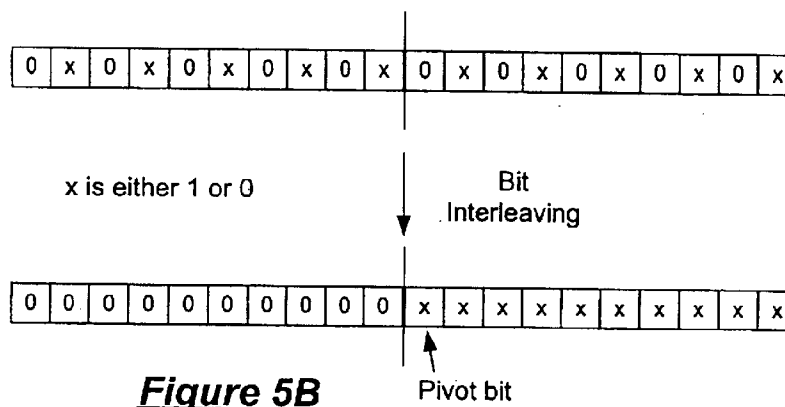 0 x 0 x 0 x 0 x 0 x 0 x 0 x 0 x 0 x 0 x
x is either 1 or 0
Bit
Interleaving
0 0 0 0 0 0 0 0 0 0 x x x x x x x x x x
Figure 5B
Pivot bit